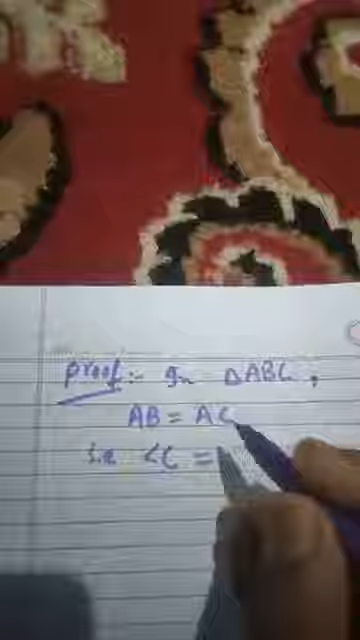 proof:- In ΔABC,
AB = AC
i.e <C =